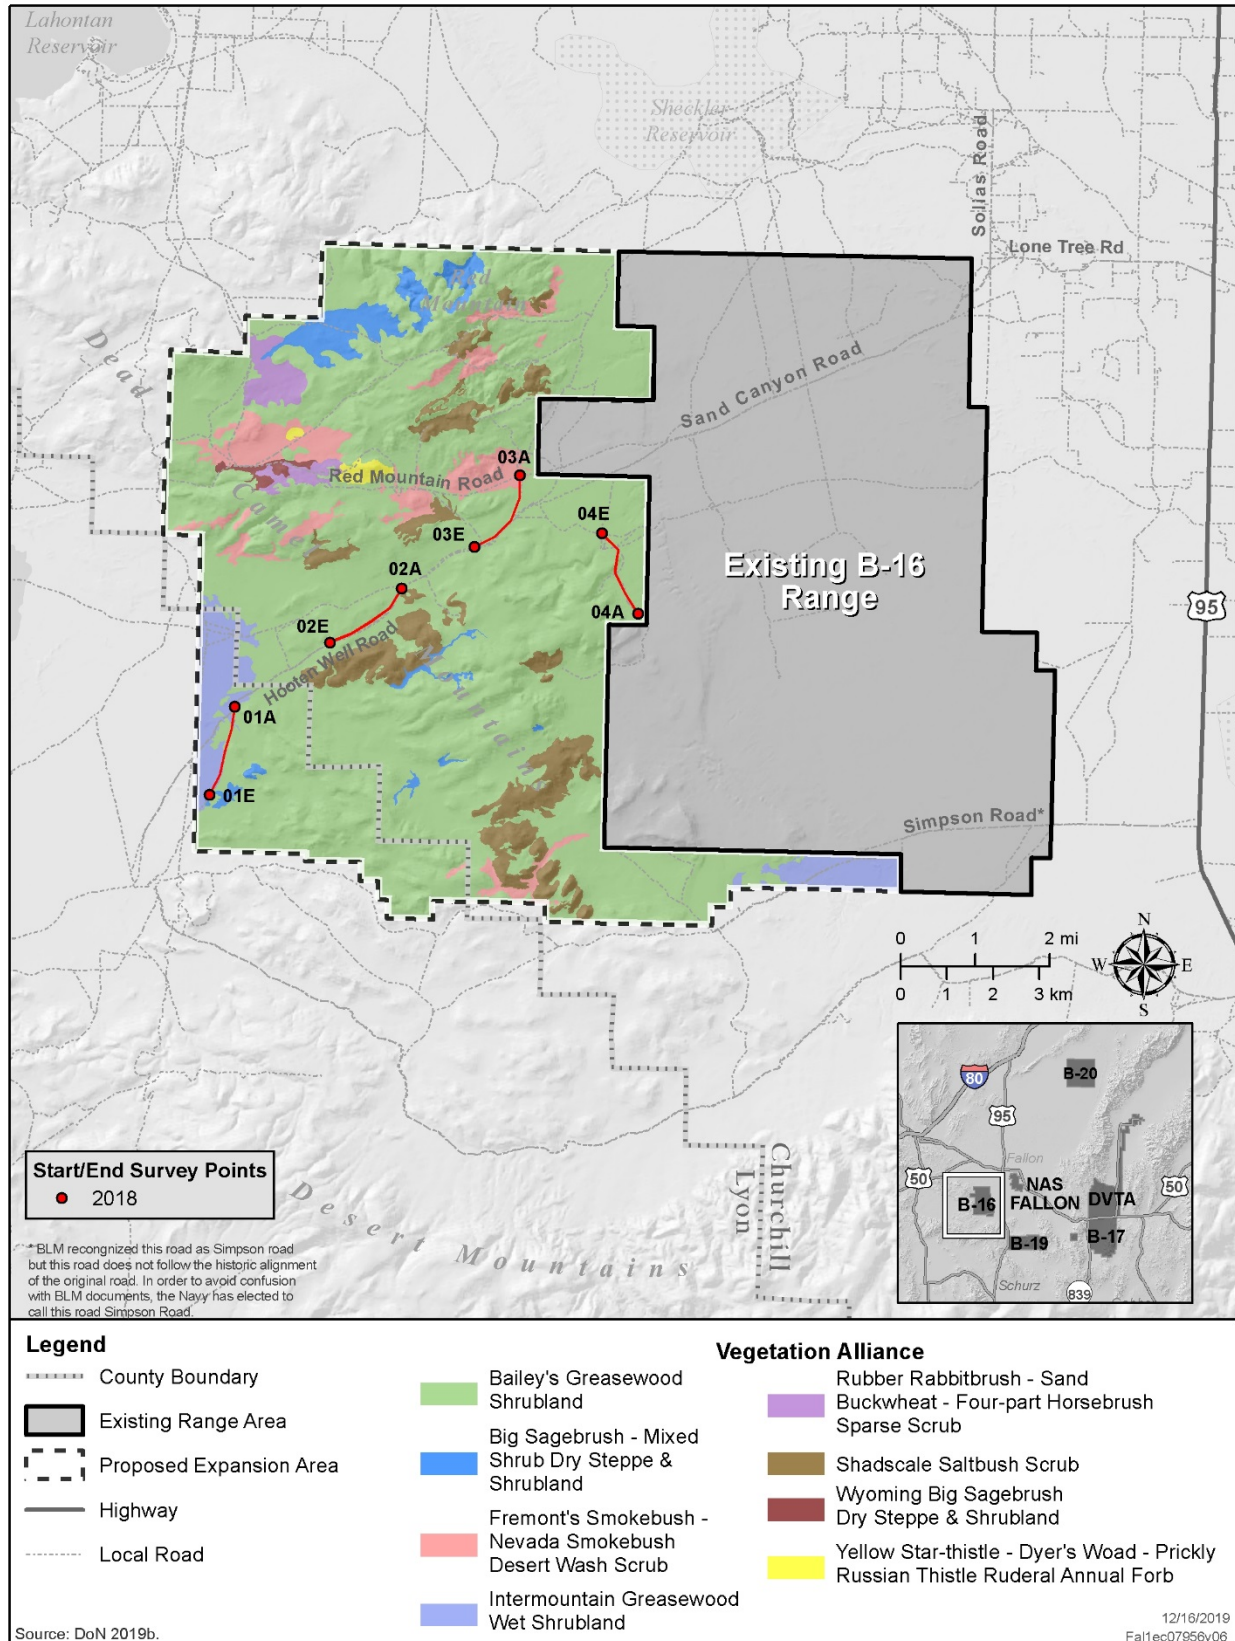 Lahontan
Reservoir
Sheckler
Reservoir
Solias Road
Lone Tree Rd
Red
Mountain
Dead
Camel
Mountains
Sand Canyon Road
Red Mountain Road
03A
04E
03E
Existing B-16
Range
02A
04A
02E
Hooten Well Road
01A
01E
95
Simpson Road*
0 1 2 mi
0 1 2 3 km
N
W E
S
Churchill
Lyon
Desert Mountains
80
B-20
95
Fallon
50
NAS
FALLON
DVTA
50
B-16
B-17
B-19
Schurz
839
Start/End Survey Points
2018
* BLM recongnized this road as Simpson road
but this road does not follow the historic alignment
of the original road. In order to avoid confusion
with BLM documents, the Navy has elected to
call this road Simpson Road.
Legend
County Boundary
Existing Range Area
Proposed Expansion Area
Highway
Local Road
Vegetation Alliance
Bailey's Greasewood
Shrubland
Big Sagebrush - Mixed
Shrub Dry Steppe &
Shrubland
Fremont's Smokebush -
Nevada Smokebush
Desert Wash Scrub
Intermountain Greasewood
Wet Shrubland
Rubber Rabbitbrush - Sand
Buckwheat - Four-part Horsebrush
Sparse Scrub
Shadscale Saltbush Scrub
Wyoming Big Sagebrush
Dry Steppe & Shrubland
Yellow Star-thistle - Dyer's Woad - Prickly
Russian Thistle Ruderal Annual Forb
Source: DoN 2019b.
12/16/2019
Fal1ec07956v06